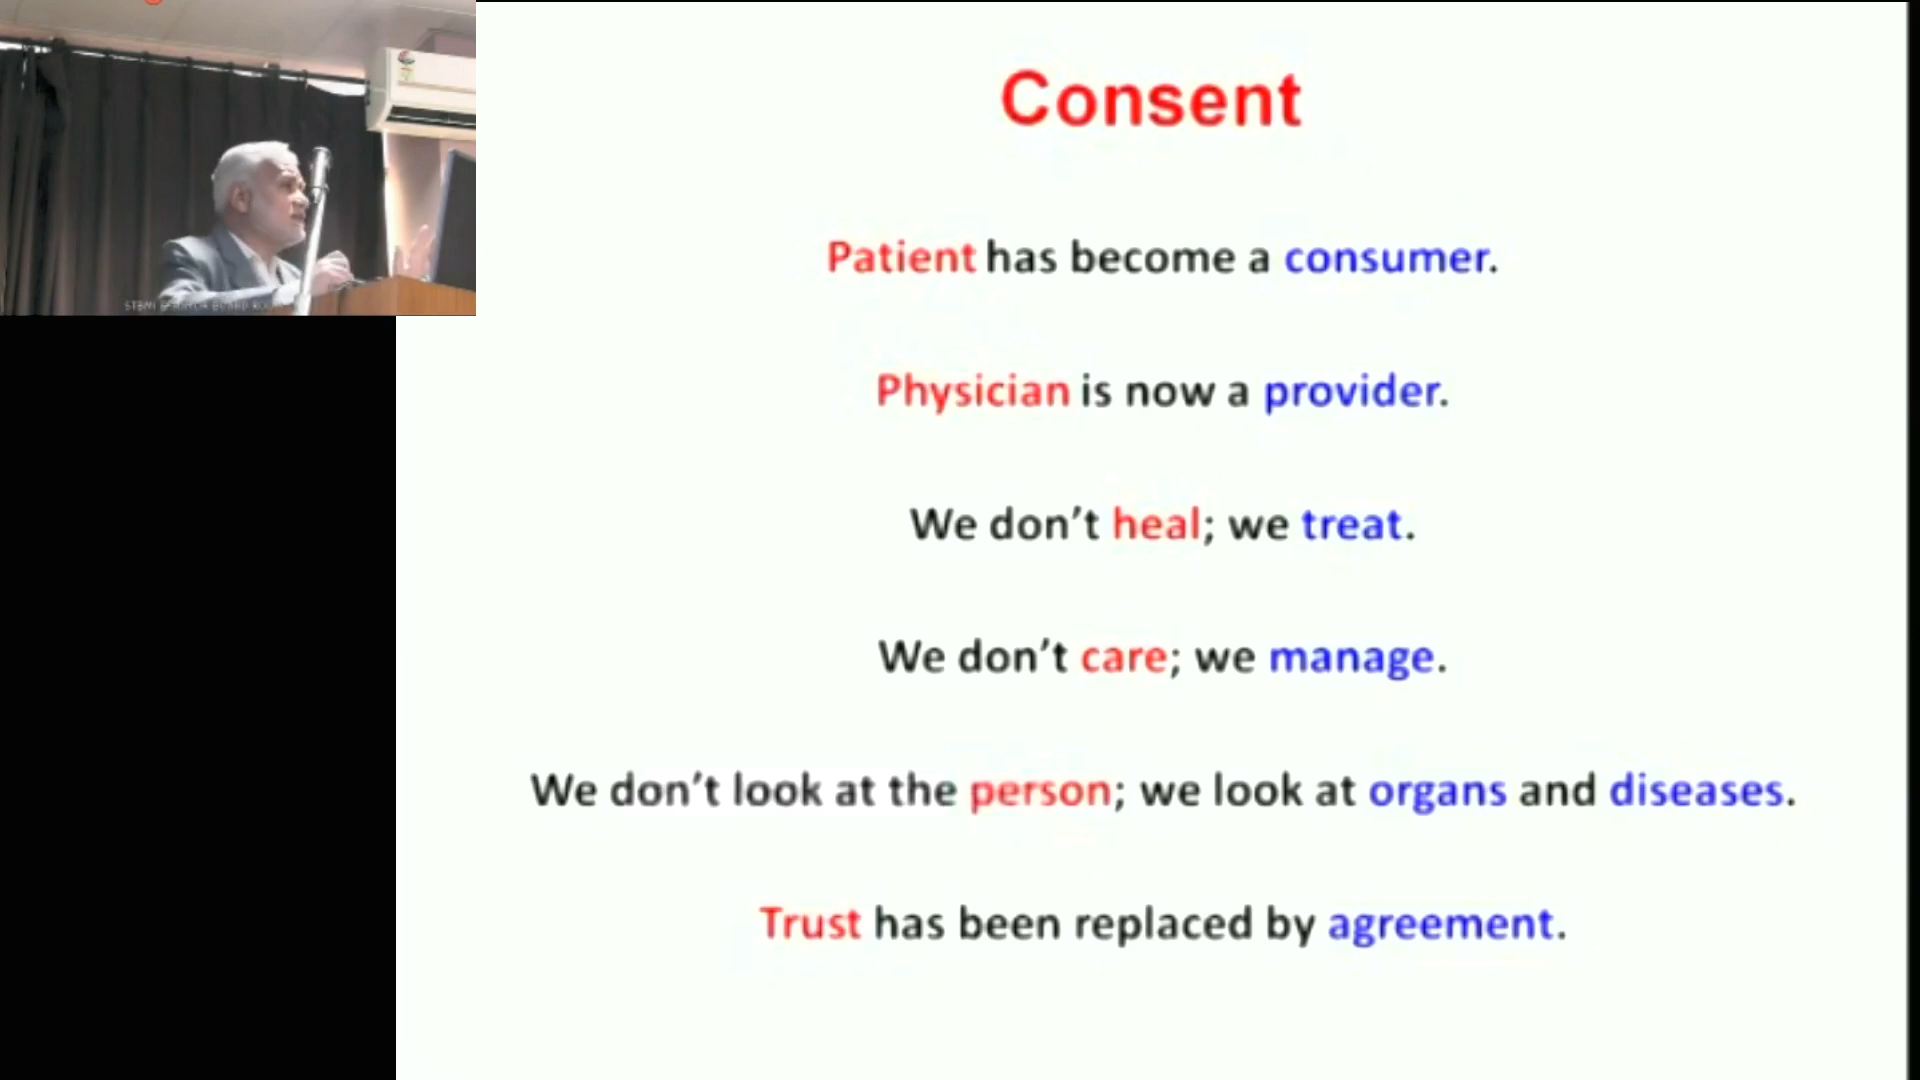 Consent
Patient has become a consumer.
Physician is now a provider.
We don’t heal; we treat.
We don’t care; we manage.
We don’t look at the person; we look at organs and diseases.
Trust has been replaced by agreement.